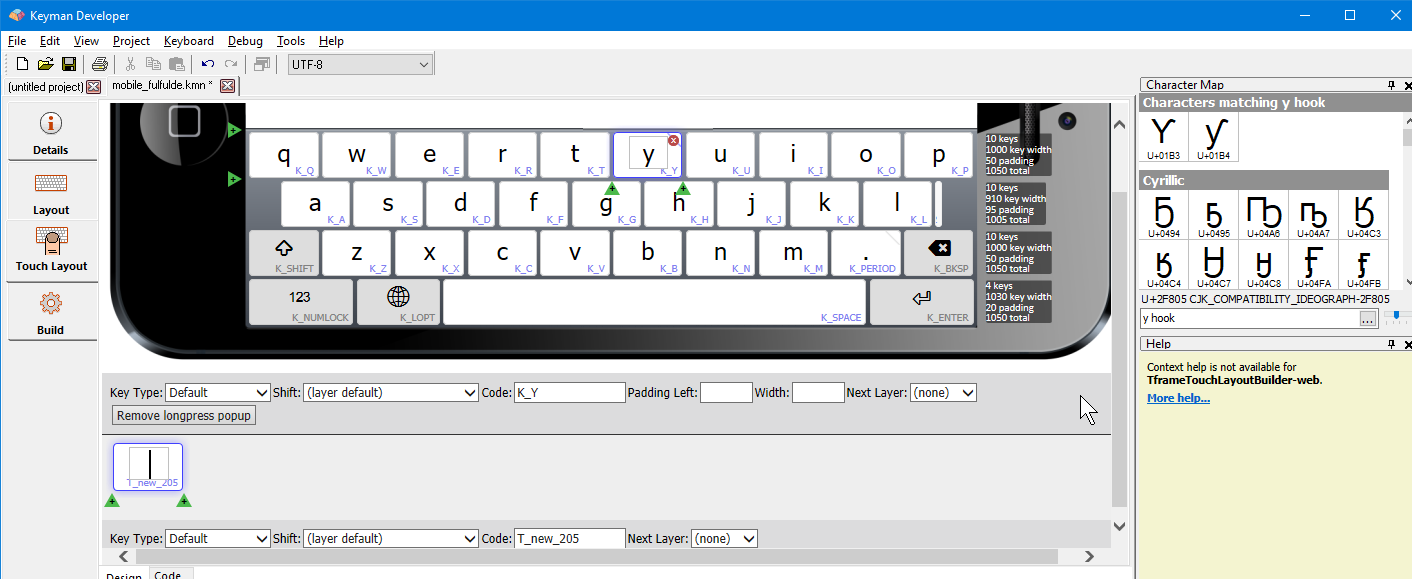 Keyman Developer
File Edit View Project Keyboard Debug Tools Help
UTF-8
(untitled project) mobile_fulfulde.kmn *
Details
Layout
Touch Layout
Build
q K_Q w K_W e K_E r K_R t K_T y K_Y u K_U i K_I o K_O p K_P
10 keys
1000 key width
50 padding
1050 total
a K_A s K_S d K_D f K_F g K_G h K_H j K_J k K_K l K_L
10 keys
910 key width
95 padding
1005 total
K_SHIFT z K_Z x K_X c K_C v K_V b K_B n K_N m K_M . K_PERIOD K_BKSP
10 keys
1000 key width
50 padding
1050 total
123 K_NUMLOCK K_LOPT K_SPACE K_ENTER
4 keys
1030 key width
20 padding
1050 total
Key Type: Default Shift: (layer default) Code: K_Y Padding Left: Width: Next Layer: (none)
Remove longpress popup
T_new_205
Key Type: Default Shift: (layer default) Code: T_new_205 Next Layer: (none)
Design Code
Character Map
Characters matching y hook
Ƴ ƴ
U+01B3 U+01B4
Cyrillic
Ҕ ҕ Ҧ ҧ Ӄ
U+0494 U+0495 U+04A6 U+04A7 U+04C3
ӄ Ӈ ӈ Ӻ ӻ
U+04C4 U+04C7 U+04C8 U+04FA U+04FB
U+2F805 CJK_COMPATIBILITY_IDEOGRAPH-2F805
y hook ...
Help
Context help is not available for
TframeTouchLayoutBuilder-web.
More help...